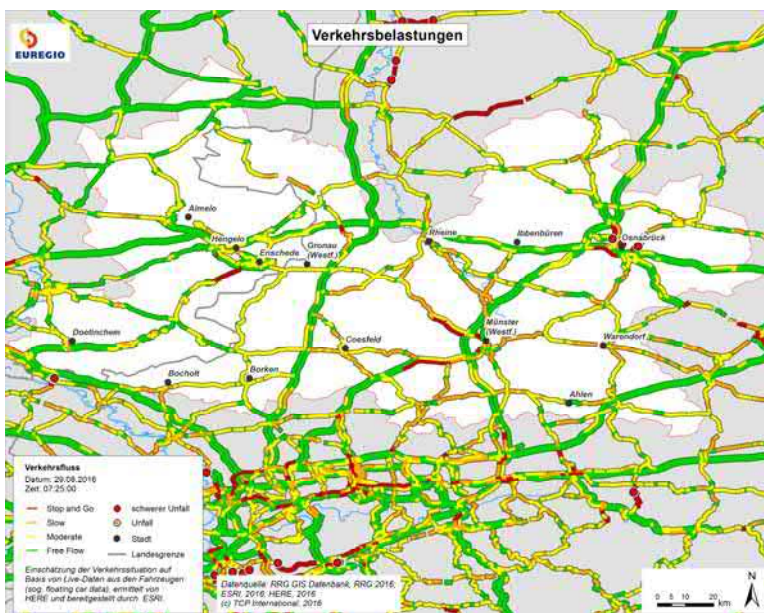 EUREGIO
Verkehrsbelastungen
Almelo
Hengelo
Enschede
Gronau
(Westf.)
Rheine
Ibbenbüren
Osnabrück
Doetinchem
Bocholt
Borken
Coesfeld
Münster
(Westf.)
Warendorf
Ahlen
Verkehrsfluss
Datum: 29.08.2016
Zeit: 07:25:00
Stop and Go
Slow
Moderate
Free Flow
schwerer Unfall
Unfall
Stadt
Landesgrenze
Einschätzung der Verkehrssituation auf
Basis von Live-Daten aus den Fahrzeugen
(sog. floating car data), ermittelt von
HERE und bereitgestellt durch ESRI.
Datenquelle: RRG GIS Datenbank, RRG 2016;
ESRI, 2016; HERE, 2016
(c) TCP International, 2016
N
0 5 10 20
km